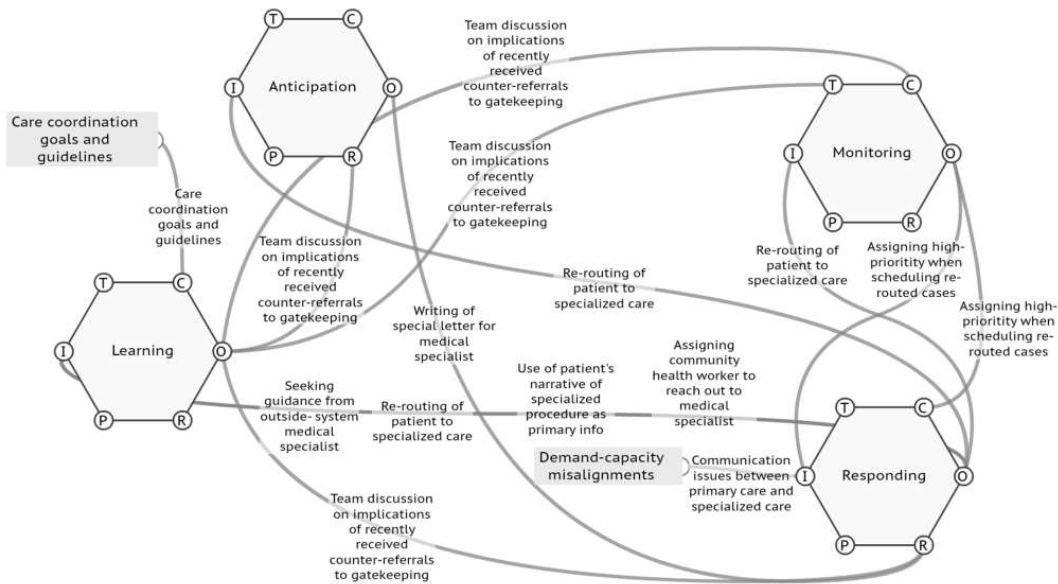 T
C
I
Anticipation
O
P
R
Team discussion
on implications
of recently
received
counter-referrals
to gatekeeping
T
C
I
Monitoring
O
P
R
Care coordination
goals and
guidelines
Care
coordination
goals and
guidelines
Team discussion
on implications
of recently
received
counter-referrals
to gatekeeping
Team discussion
on implications
of recently
received
counter-referrals
to gatekeeping
Re-routing of
patient to
specialized care
Re-routing of
patient to
specialized care
Assigning high-
prioritity when
scheduling re-
routed cases
Assigning high-
prioritity when
scheduling re-
routed cases
T
C
I
Learning
O
P
R
Writing of
special letter for
medical
specialist
Seeking
guidance from
outside- system
medical
specialist
Re-routing of
patient to
specialized care
Use of patient's
narrative of
specialized
procedure as
primary info
Assigning
community
health worker to
reach out to
medical
specialist
Demand-capacity
misalignments
Communication
issues between
primary care and
specialized care
T
C
I
Responding
O
P
R
Team discussion
on implications
of recently
received
counter-referrals
to gatekeeping